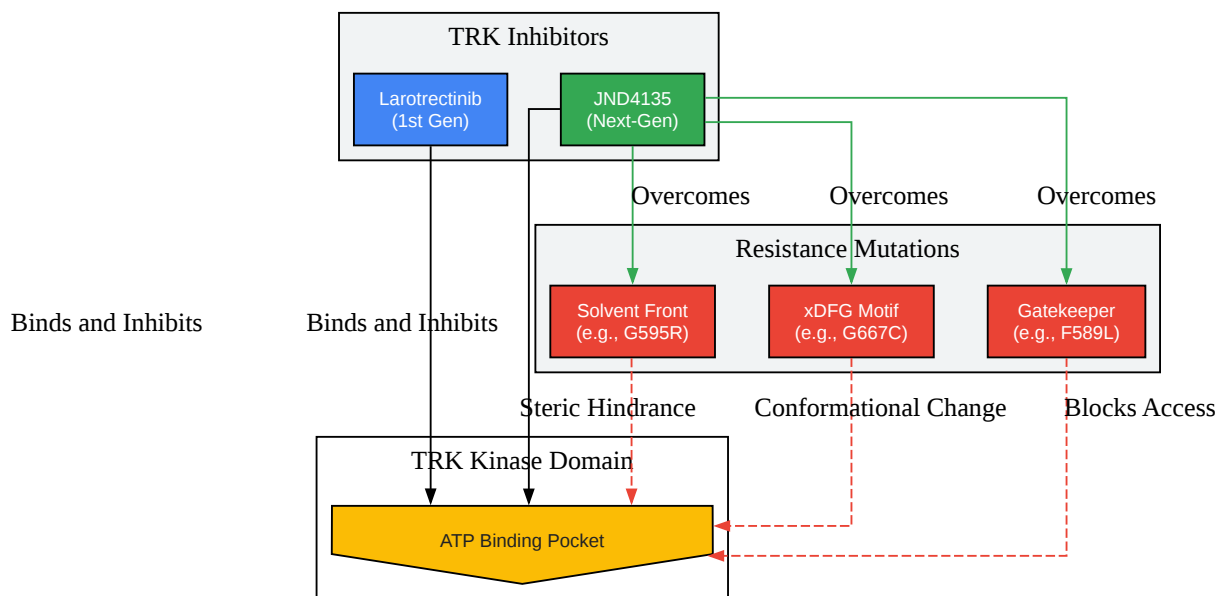 TRK Inhibitors
Larotrectinib
(1st Gen)
JND4135
(Next-Gen)
Overcomes
Overcomes
Overcomes
Resistance Mutations
Solvent Front
(e.g., G595R)
xDFG Motif
(e.g., G667C)
Gatekeeper
(e.g., F589L)
Binds and Inhibits
Binds and Inhibits
Steric Hindrance
Conformational Change
Blocks Access
TRK Kinase Domain
ATP Binding Pocket